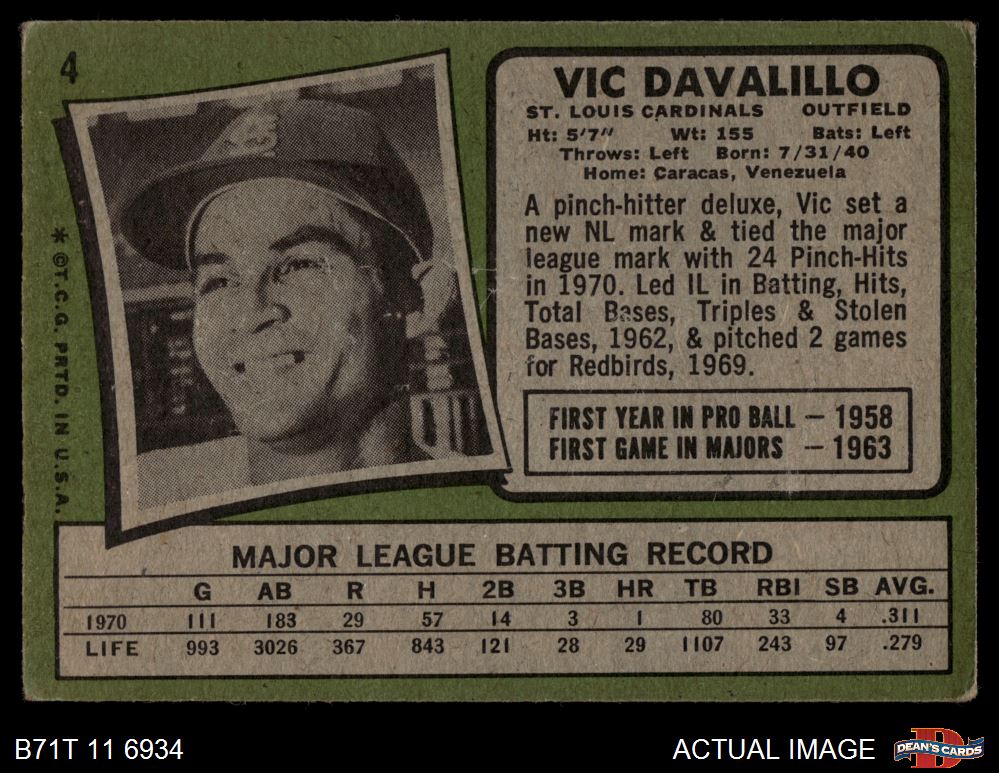 4
* ©T.C.G. PRTD. IN U.S.A.
VIC DAVALILLO
ST. LOUIS CARDINALS OUTFIELD
Ht: 5'7" Wt: 155 Bats: Left
Throws: Left Born: 7/31/40
Home: Caracas, Venezuela
A pinch-hitter deluxe, Vic set a
new NL mark & tied the major
league mark with 24 Pinch-Hits
in 1970. Led IL in Batting, Hits,
Total Bases, Triples & Stolen
Bases, 1962, & pitched 2 games
for Redbirds, 1969.
FIRST YEAR IN PRO BALL – 1958
FIRST GAME IN MAJORS – 1963
MAJOR LEAGUE BATTING RECORD
G AB R H 2B 3B HR TB RBI SB AVG.
1970 111 183 29 57 14 3 1 80 33 4 .311
LIFE 993 3026 367 843 121 28 29 1107 243 97 .279
B71T 11 6934
ACTUAL IMAGE
DEAN'S CARDS